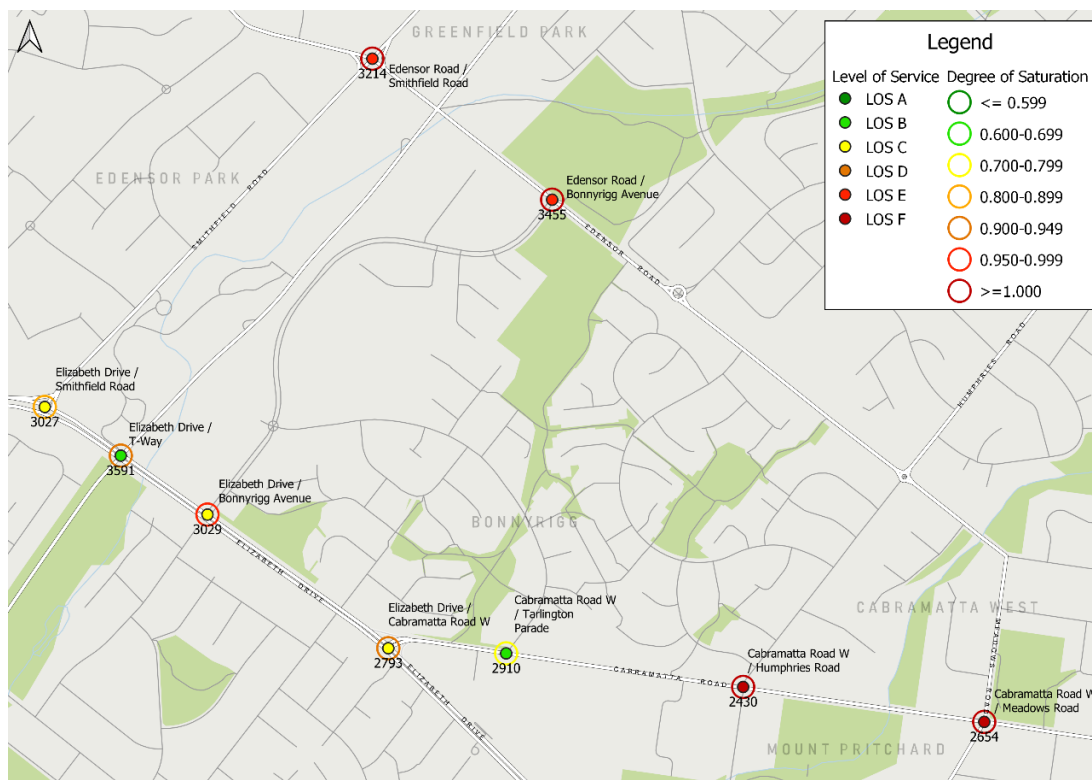 GREENFIELD PARK
Edensor Road /
Smithfield Road
3214
EDENSOR PARK
SMITHFIELD ROAD
Edensor Road /
Bonnyrigg Avenue
3455
EDENSOR ROAD
HUMPHRIES ROAD
Elizabeth Drive /
Smithfield Road
3027
Elizabeth Drive /
T-Way
3591
Elizabeth Drive /
Bonnyrigg Avenue
3029
BONNYRIGG
ELIZABETH DRIVE
Elizabeth Drive /
Cabramatta Road W
2793
Cabramatta Road W
/ Tarlington
Parade
2910
ELIZABETH DRIVE
CABRAMATTA ROAD
Cabramatta Road W
/ Humphries Road
2430
CABRAMATTA WEST
MEADOWS ROAD
Cabramatta Road W
/ Meadows Road
2654
MOUNT PRITCHARD
Legend
Level of Service
LOS A
LOS B
LOS C
LOS D
LOS E
LOS F
Degree of Saturation
<= 0.599
0.600-0.699
0.700-0.799
0.800-0.899
0.900-0.949
0.950-0.999
>=1.000